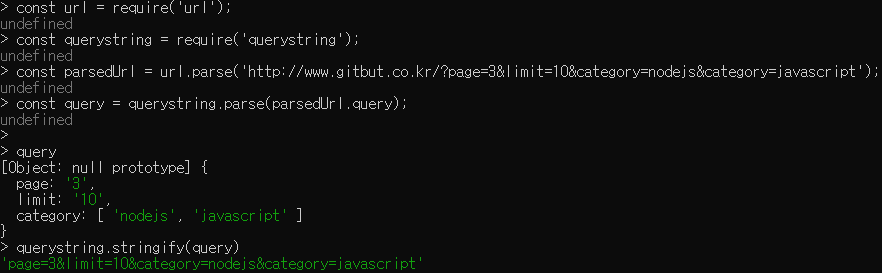 > const url = require('url');
undefined
> const querystring = require('querystring');
undefined
> const parsedUrl = url.parse('http://www.gitbut.co.kr/?page=3&limit=10&category=nodejs&category=javascript');
undefined
> const query = querystring.parse(parsedUrl.query);
undefined
>
> query
[Object: null prototype] {
  page: '3',
  limit: '10',
  category: [ 'nodejs', 'javascript' ]
}
> querystring.stringify(query)
'page=3&limit=10&category=nodejs&category=javascript'